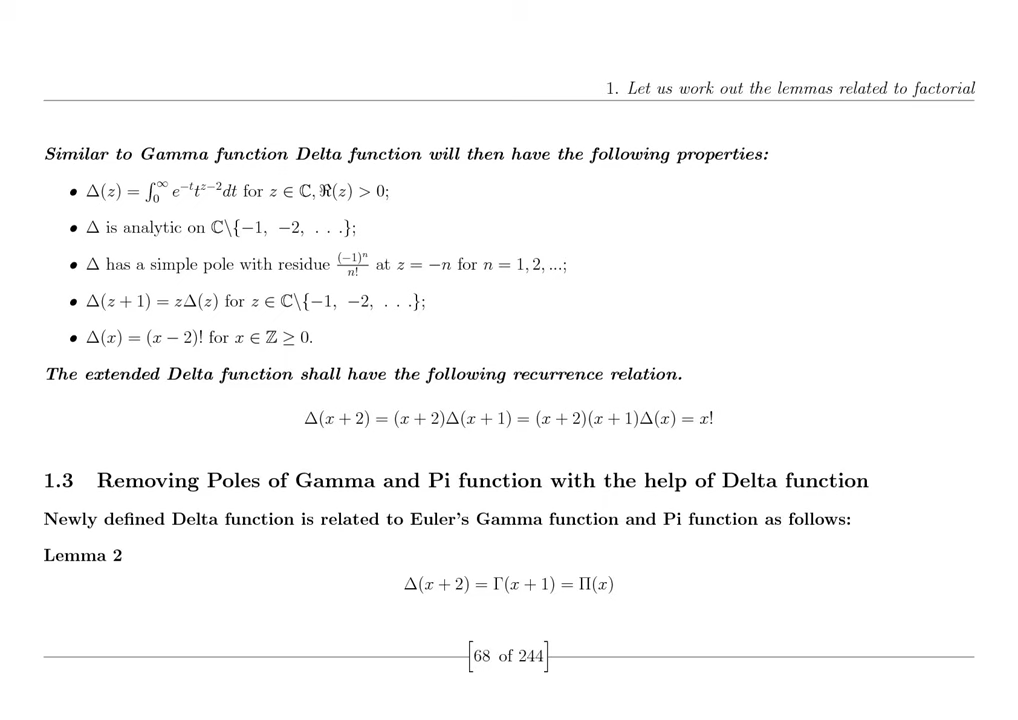 1. Let us work out the lemmas related to factorial
Similar to Gamma function Delta function will then have the following properties:
• Δ(z) = ∫₀^∞ e^{−t}t^{z−2}dt for z ∈ ℂ, ℜ(z) > 0;
• Δ is analytic on ℂ\{−1, −2, . . .};
• Δ has a simple pole with residue (−1)^n/n! at z = −n for n = 1, 2, ...;
• Δ(z + 1) = zΔ(z) for z ∈ ℂ\{−1, −2, . . .};
• Δ(x) = (x − 2)! for x ∈ ℤ ≥ 0.
The extended Delta function shall have the following recurrence relation.
Δ(x + 2) = (x + 2)Δ(x + 1) = (x + 2)(x + 1)Δ(x) = x!
1.3 Removing Poles of Gamma and Pi function with the help of Delta function
Newly defined Delta function is related to Euler's Gamma function and Pi function as follows:
Lemma 2
Δ(x + 2) = Γ(x + 1) = Π(x)
[68 of 244]